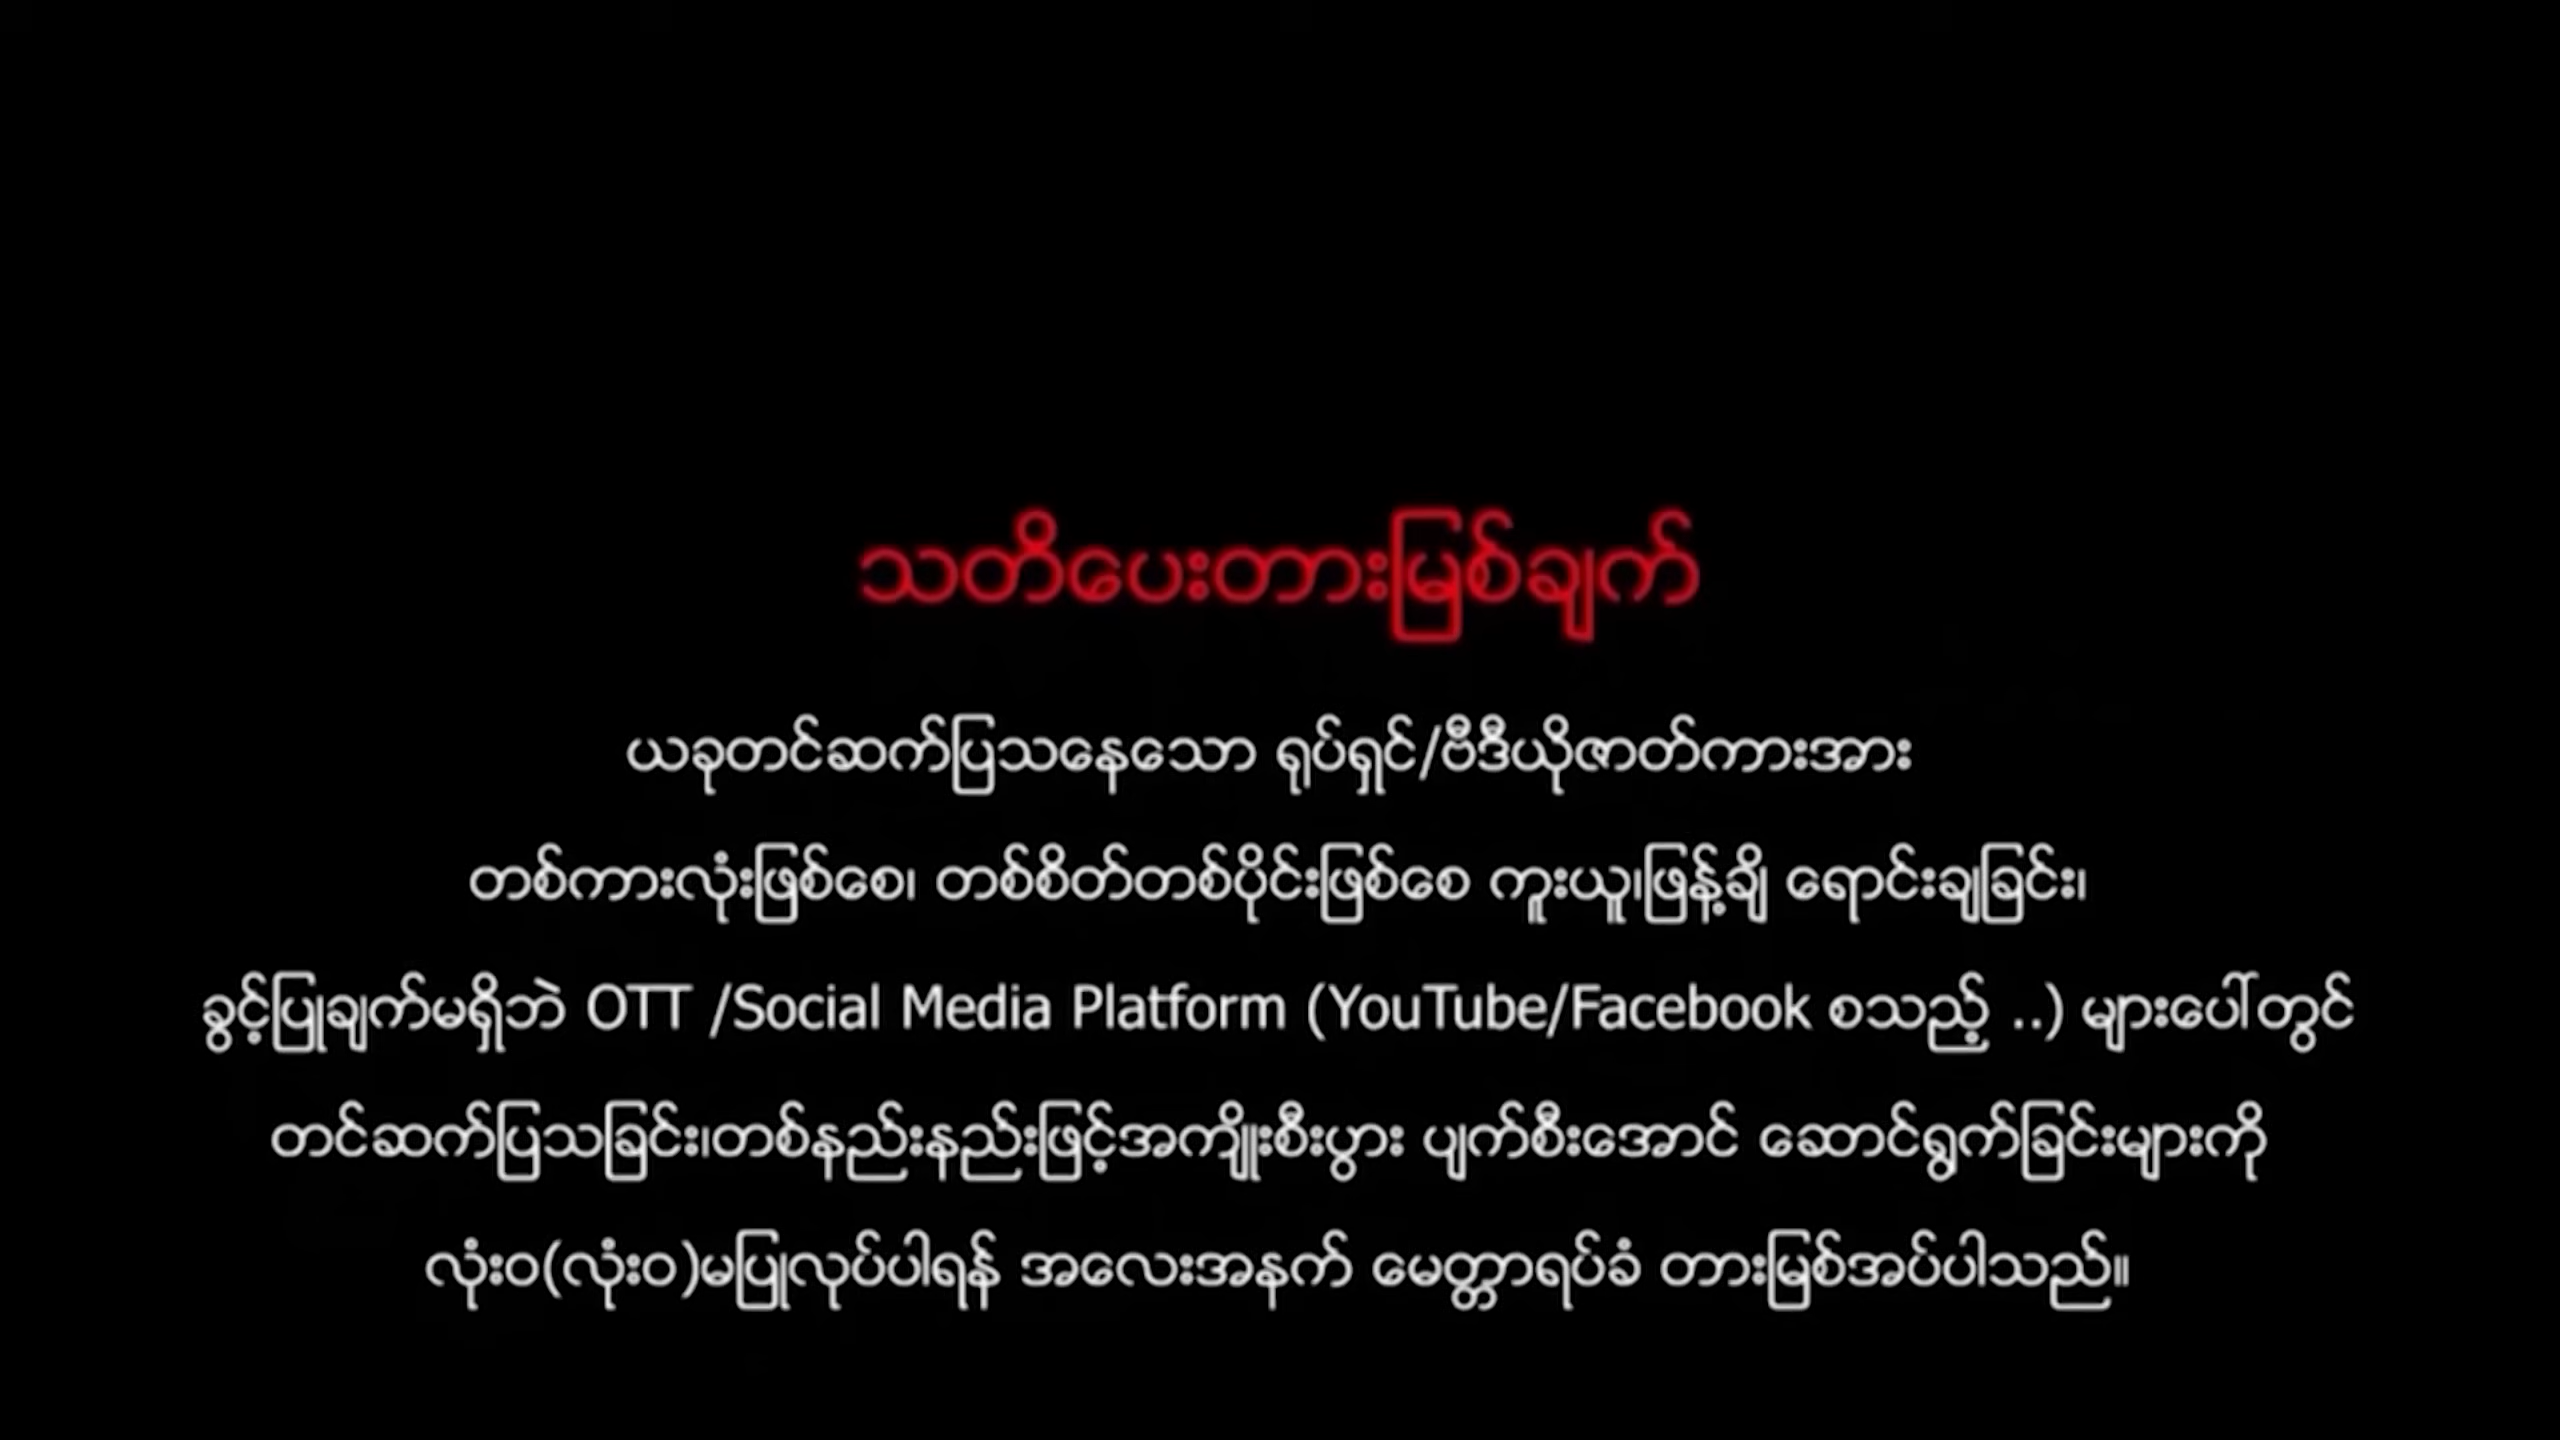 သတိပေးတားမြစ်ချက်
ယခုတင်ဆက်ပြသနေသော ရုပ်ရှင်/ဗီဒီယိုဇာတ်ကားအား
တစ်ကားလုံးဖြစ်စေ၊ တစ်စိတ်တစ်ပိုင်းဖြစ်စေ ကူးယူ၊ဖြန့်ချိ ရောင်းချခြင်း၊
ခွင့်ပြုချက်မရှိဘဲ OTT /Social Media Platform (YouTube/Facebook စသည့် ..) များပေါ်တွင်
တင်ဆက်ပြသခြင်း၊တစ်နည်းနည်းဖြင့်အကျိုးစီးပွား ပျက်စီးအောင် ဆောင်ရွက်ခြင်းများကို
လုံးဝ(လုံးဝ)မပြုလုပ်ပါရန် အလေးအနက် မေတ္တာရပ်ခံ တားမြစ်အပ်ပါသည်။